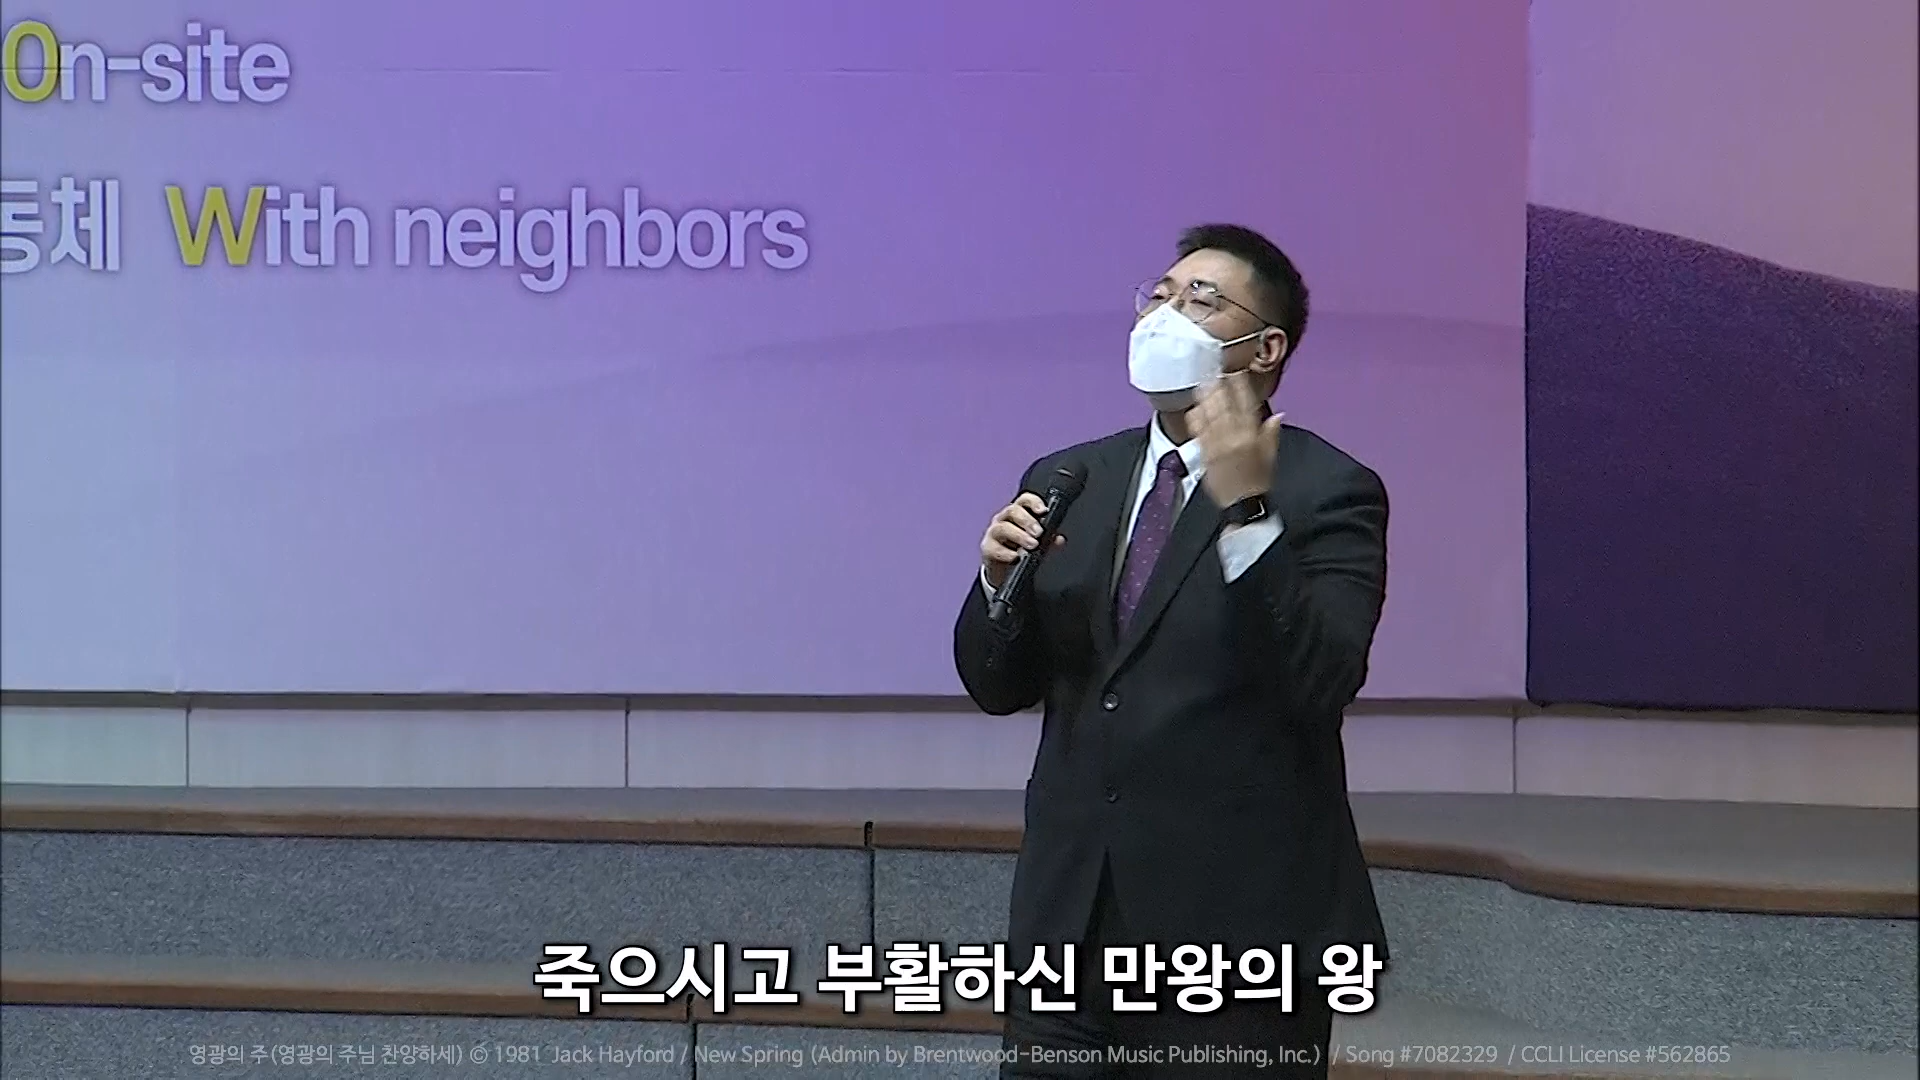 On-site
동체 With neighbors
죽으시고 부활하신 만왕의 왕
영광의 주(영광의 주님 찬양하세) © 1981 Jack Hayford / New Spring (Admin by Brentwood-Benson Music Publishing, Inc.) / Song #7082329 / CCLI License #562865